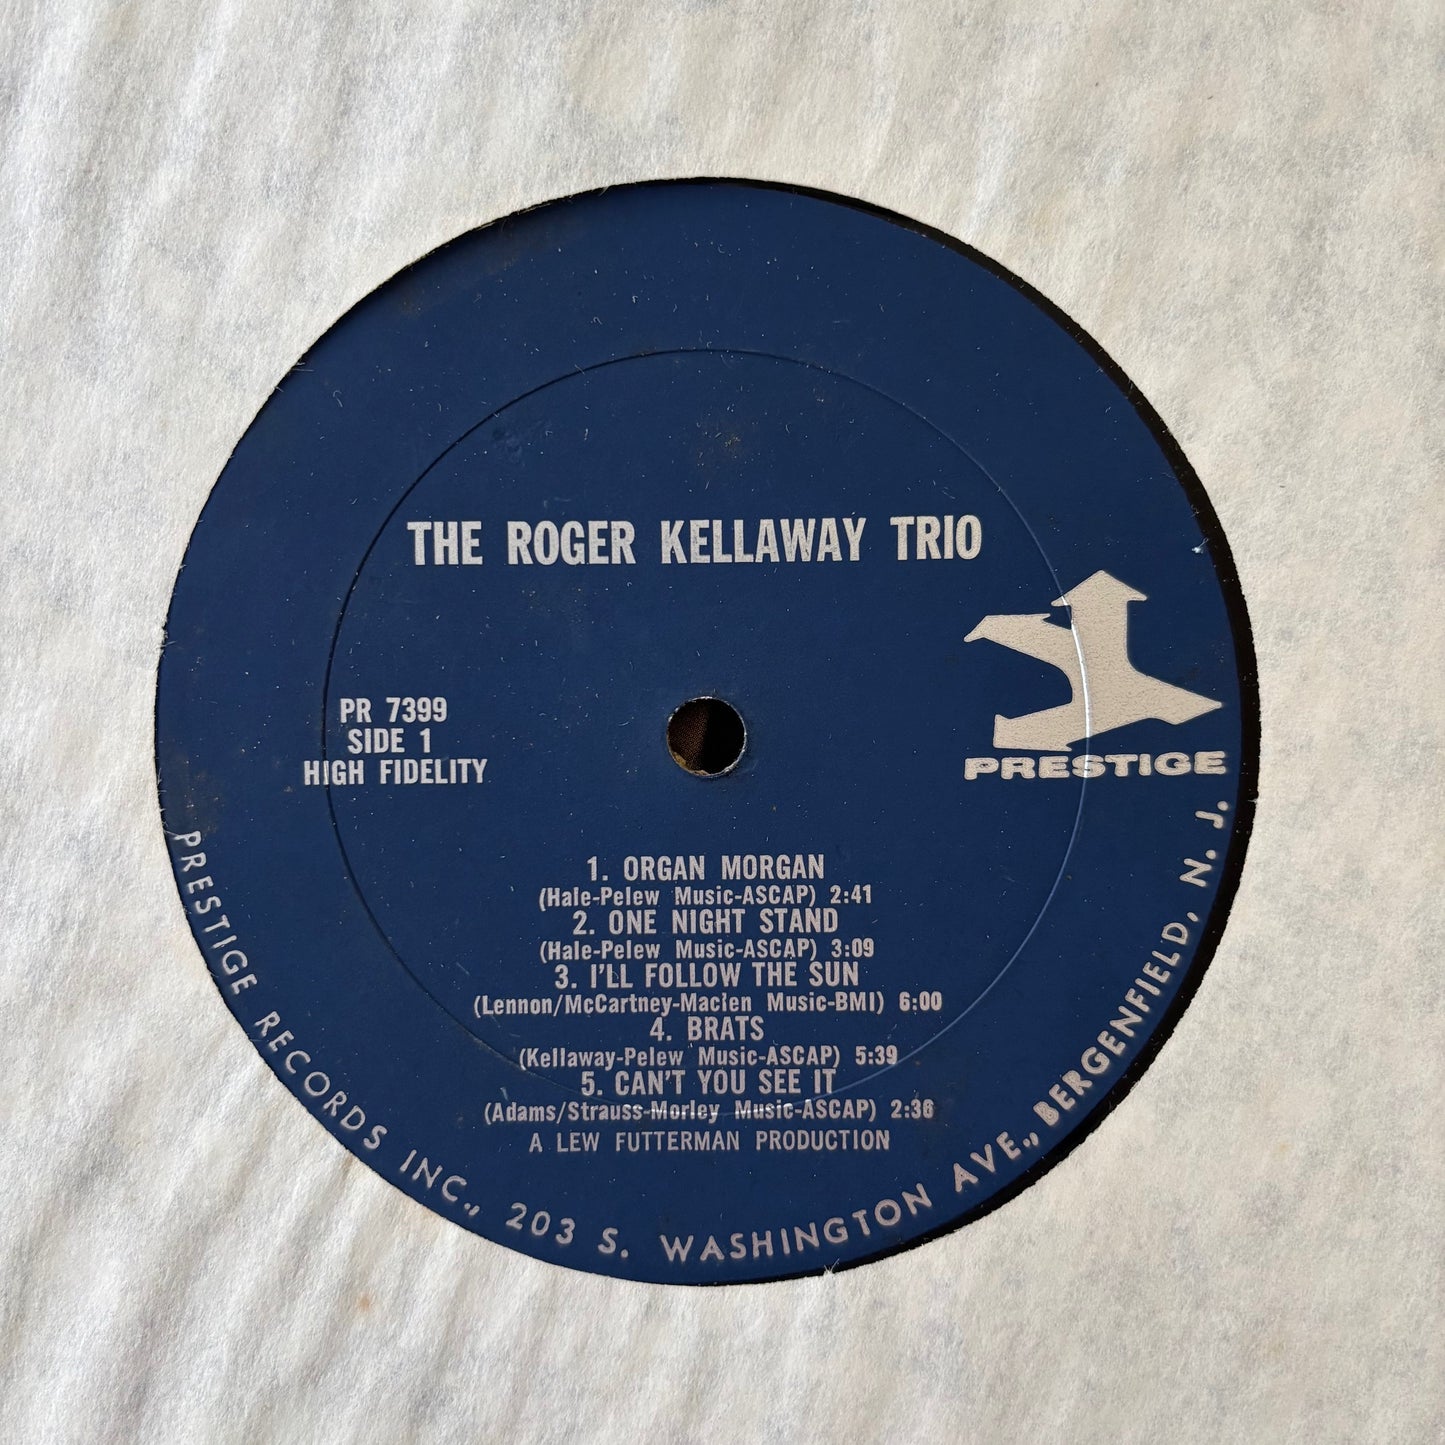 THE ROGER KELLAWAY TRIO
PR 7399
SIDE 1
HIGH FIDELITY
PRESTIGE
1. ORGAN MORGAN
(Hale-Pelew Music-ASCAP) 2:41
2. ONE NIGHT STAND
(Hale-Pelew Music-ASCAP) 3:09
3. I'LL FOLLOW THE SUN
(Lennon/McCartney-Maclen Music-BMI) 6:00
4. BRATS
(Kellaway-Pelew Music-ASCAP) 5:39
5. CAN'T YOU SEE IT
(Adams/Strauss-Morley Music-ASCAP) 2:36
A LEW FUTTERMAN PRODUCTION
PRESTIGE RECORDS INC., 203 S. WASHINGTON AVE., BERGENFIELD, N. J.